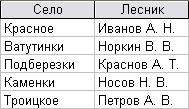 Село Лесник
Красное Иванов А. Н.
Ватутинки Норкин В. В.
Подберезки Краснов А. Т.
Каменки Носов Н. В.
Троицкое Петров А. В.